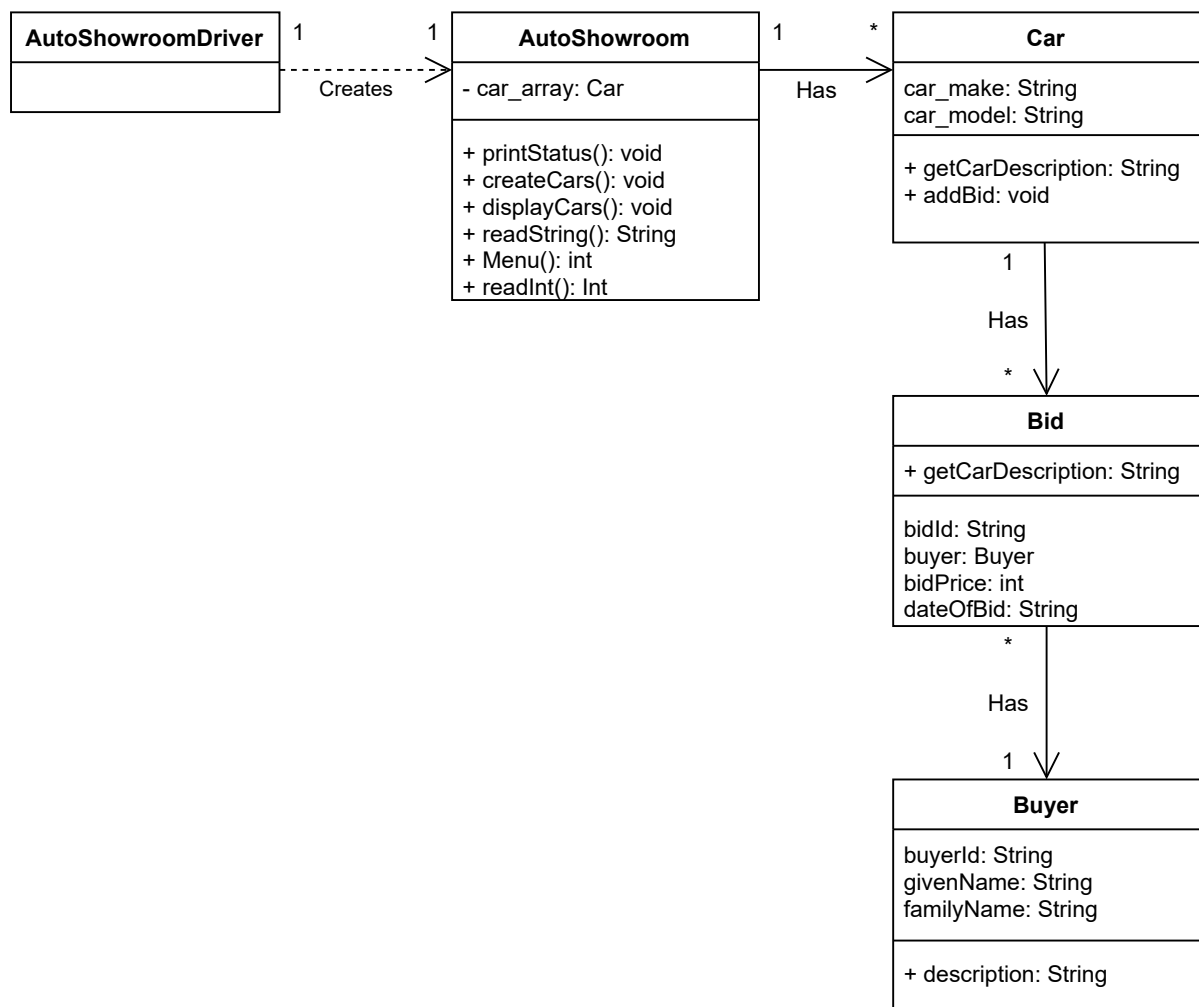 AutoShowroomDriver
1
1
Creates
AutoShowroom
- car_array: Car
+ printStatus(): void
+ createCars(): void
+ displayCars(): void
+ readString(): String
+ Menu(): int
+ readInt(): Int
1
*
Has
Car
car_make: String
car_model: String
+ getCarDescription: String
+ addBid: void
1
Has
*
Bid
+ getCarDescription: String
bidId: String
buyer: Buyer
bidPrice: int
dateOfBid: String
*
Has
1
Buyer
buyerId: String
givenName: String
familyName: String
+ description: String